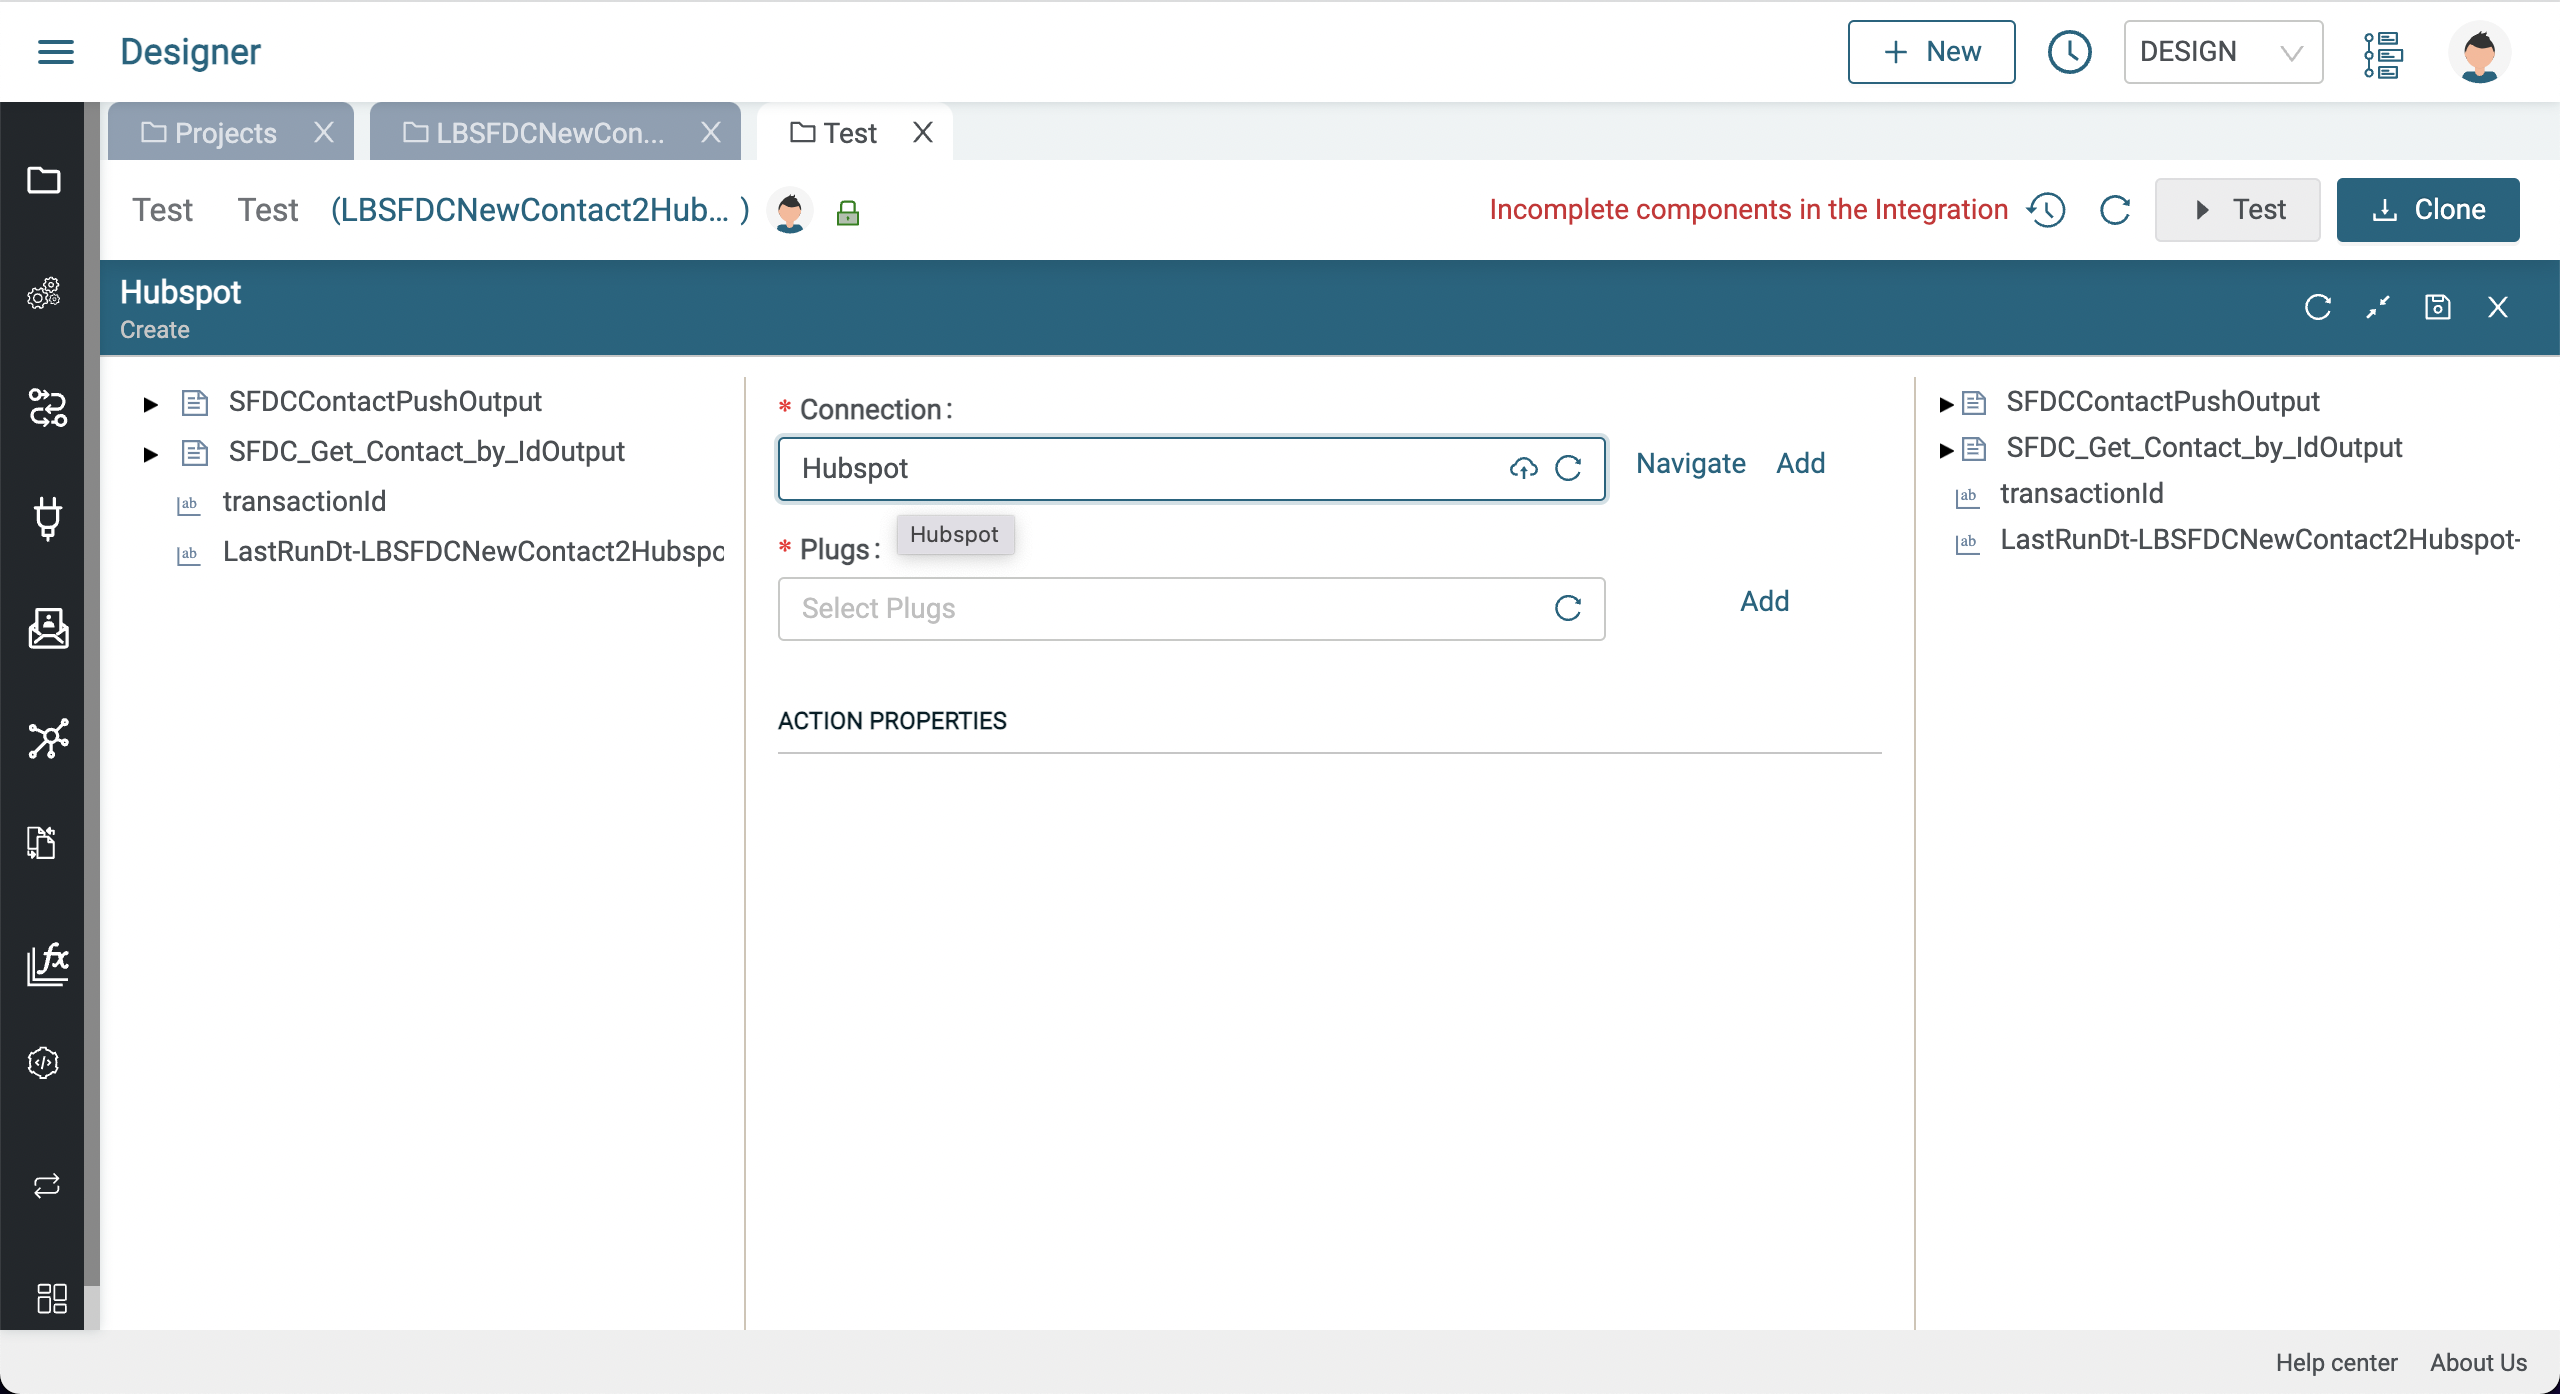 Designer
New
DESIGN
Projects
LBSFDCNewCon...
Test
Test
Test
(LBSFDCNewContact2Hub... )
Incomplete components in the Integration
Test
Clone
Hubspot
Create
SFDCContactPushOutput
SFDC_Get_Contact_by_IdOutput
ab transactionId
ab LastRunDt-LBSFDCNewContact2Hubspo
* Connection:
Hubspot
Navigate
Add
Hubspot
* Plugs:
Select Plugs
Add
ACTION PROPERTIES
SFDCContactPushOutput
SFDC_Get_Contact_by_IdOutput
ab transactionId
ab LastRunDt-LBSFDCNewContact2Hubspot-
fx
Help center
About Us